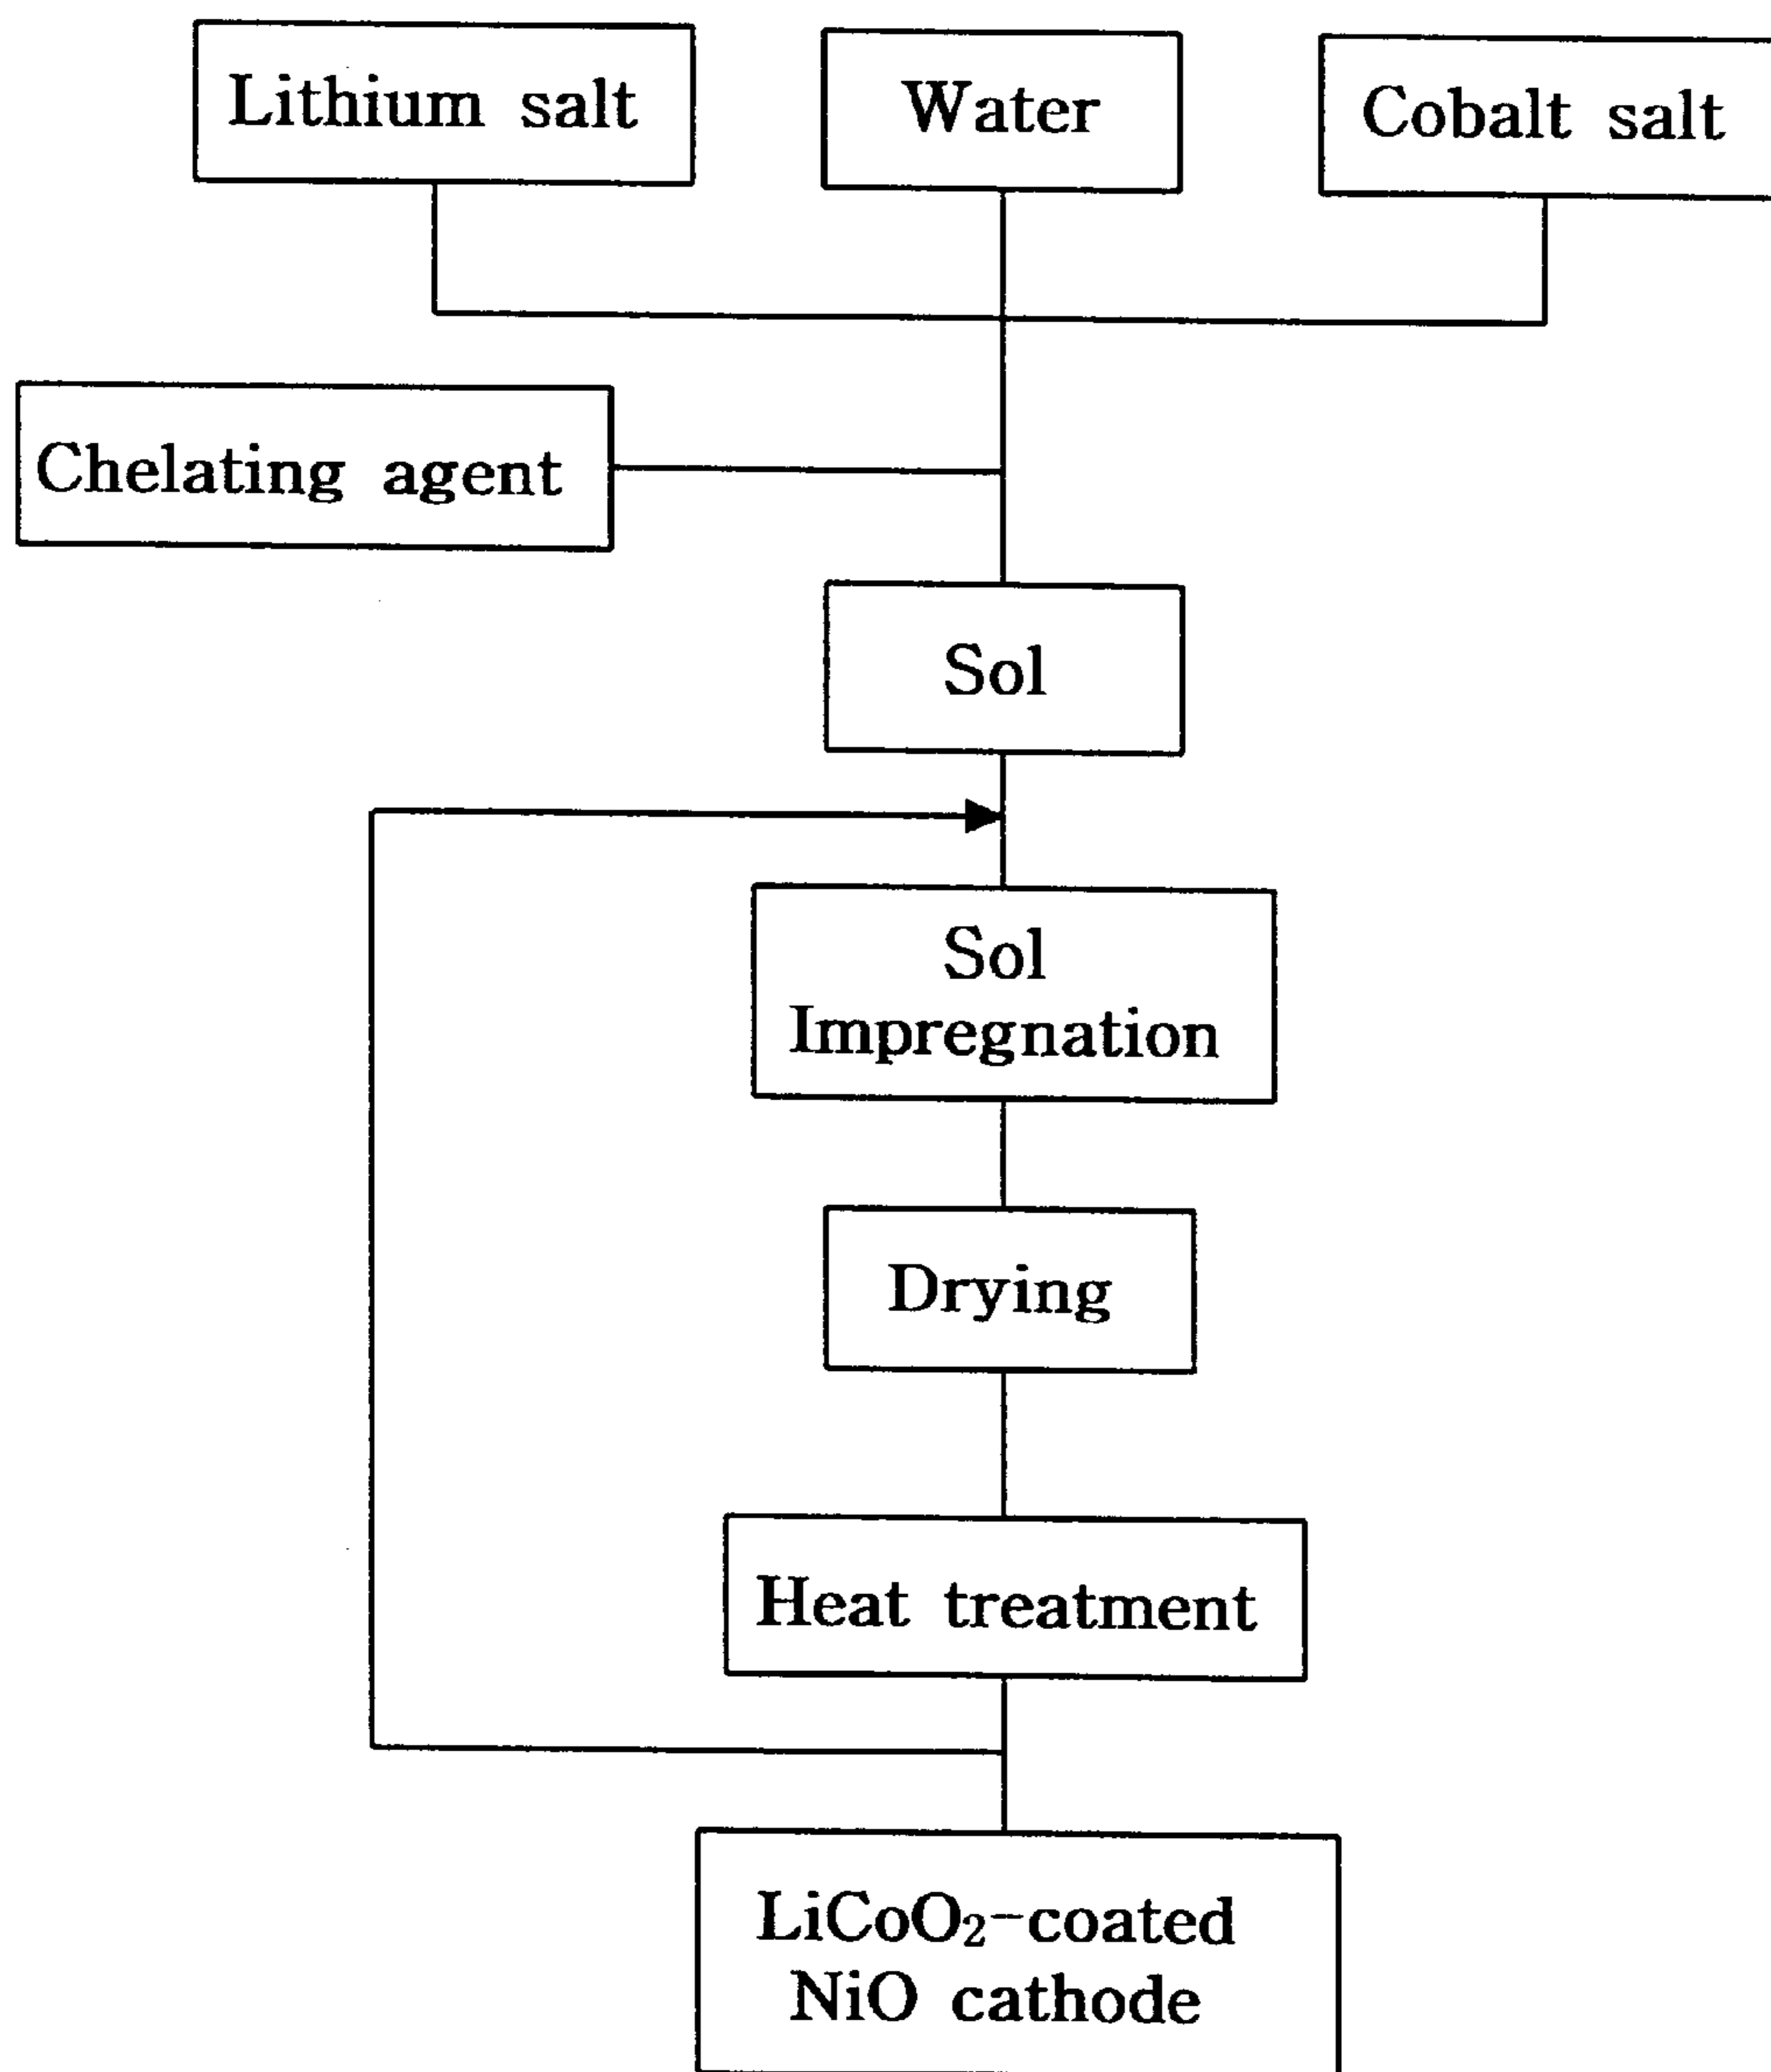 Lithium salt
Water
Cobalt salt
Chelating agent
Sol
Sol
Impregnation
Drying
Heat treatment
LiCoO₂-coated
NiO cathode